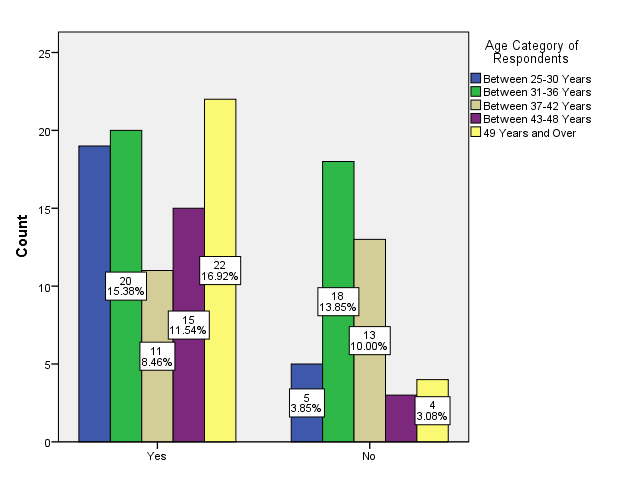 Age Category of
Respondents
Between 25-30 Years
Between 31-36 Years
Between 37-42 Years
Between 43-48 Years
49 Years and Over
Count
25
20
15
10
5
0
20
15.38%
11
8.46%
15
11.54%
22
16.92%
5
3.85%
18
13.85%
13
10.00%
4
3.08%
Yes
No